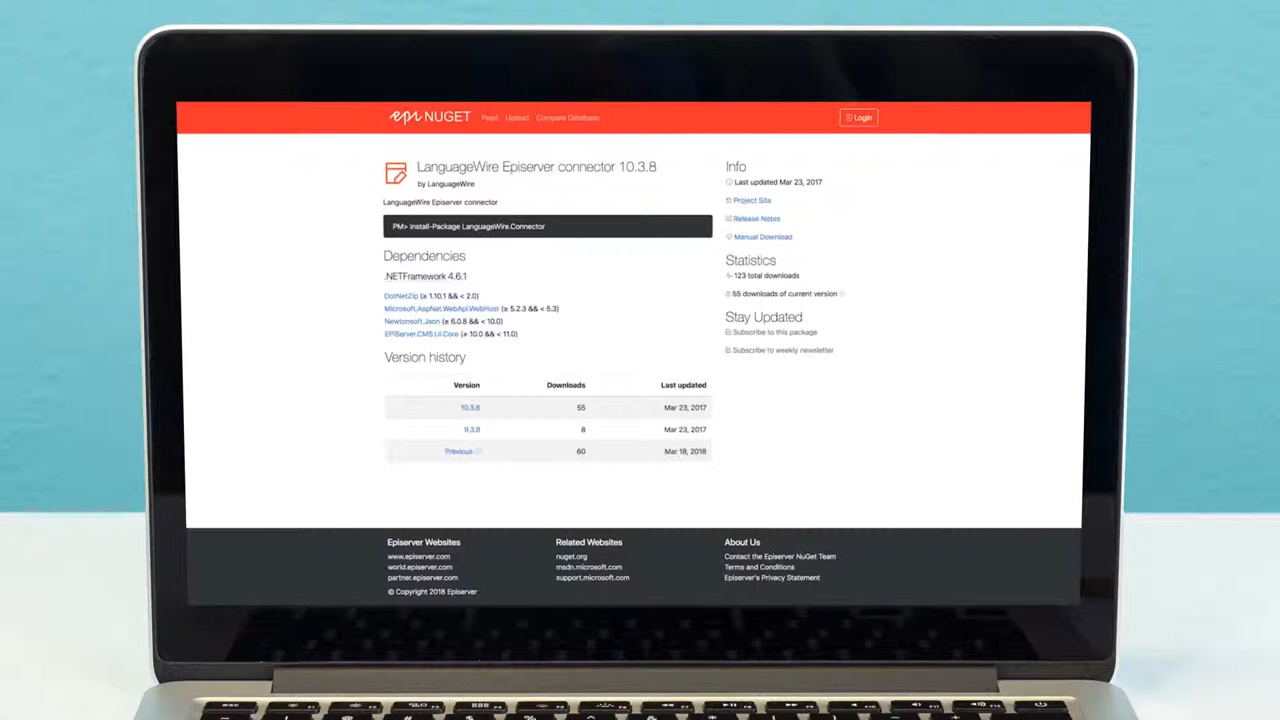 epi NUGET Feed Upload Compare Database Login
LanguageWire Episerver connector 10.3.8
by LanguageWire
LanguageWire Episerver connector
PM> Install-Package LanguageWire.Connector
Dependencies
.NETFramework 4.6.1
DotNetZip (≥ 1.10.1 && < 2.0)
Microsoft.AspNet.WebApi.WebHost (≥ 5.2.3 && < 5.3)
Newtonsoft.Json (≥ 6.0.8 && < 10.0)
EPiServer.CMS.UI.Core (≥ 10.0 && < 11.0)
Version history
Version Downloads Last updated
10.3.8 55 Mar 23, 2017
9.3.8 8 Mar 23, 2017
Previous 60 Mar 18, 2018
Info
Last updated Mar 23, 2017
Project Site
Release Notes
Manual Download
Statistics
123 total downloads
55 downloads of current version
Stay Updated
Subscribe to this package
Subscribe to weekly newsletter
Episerver Websites
www.episerver.com
world.episerver.com
partner.episerver.com
© Copyright 2018 Episerver
Related Websites
nuget.org
msdn.microsoft.com
support.microsoft.com
About Us
Contact the Episerver NuGet Team
Terms and Conditions
Episerver's Privacy Statement